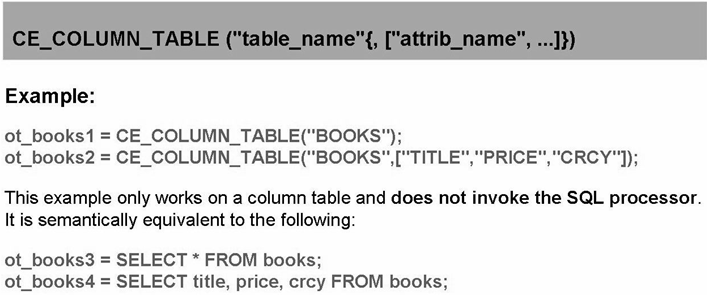 CE_COLUMN_TABLE ("table_name"{, ["attrib_name", ...]})
Example:
ot_books1 = CE_COLUMN_TABLE("BOOKS");
ot_books2 = CE_COLUMN_TABLE("BOOKS",["TITLE","PRICE","CRCY"]);
This example only works on a column table and does not invoke the SQL processor.
It is semantically equivalent to the following:
ot_books3 = SELECT * FROM books;
ot_books4 = SELECT title, price, crcy FROM books;